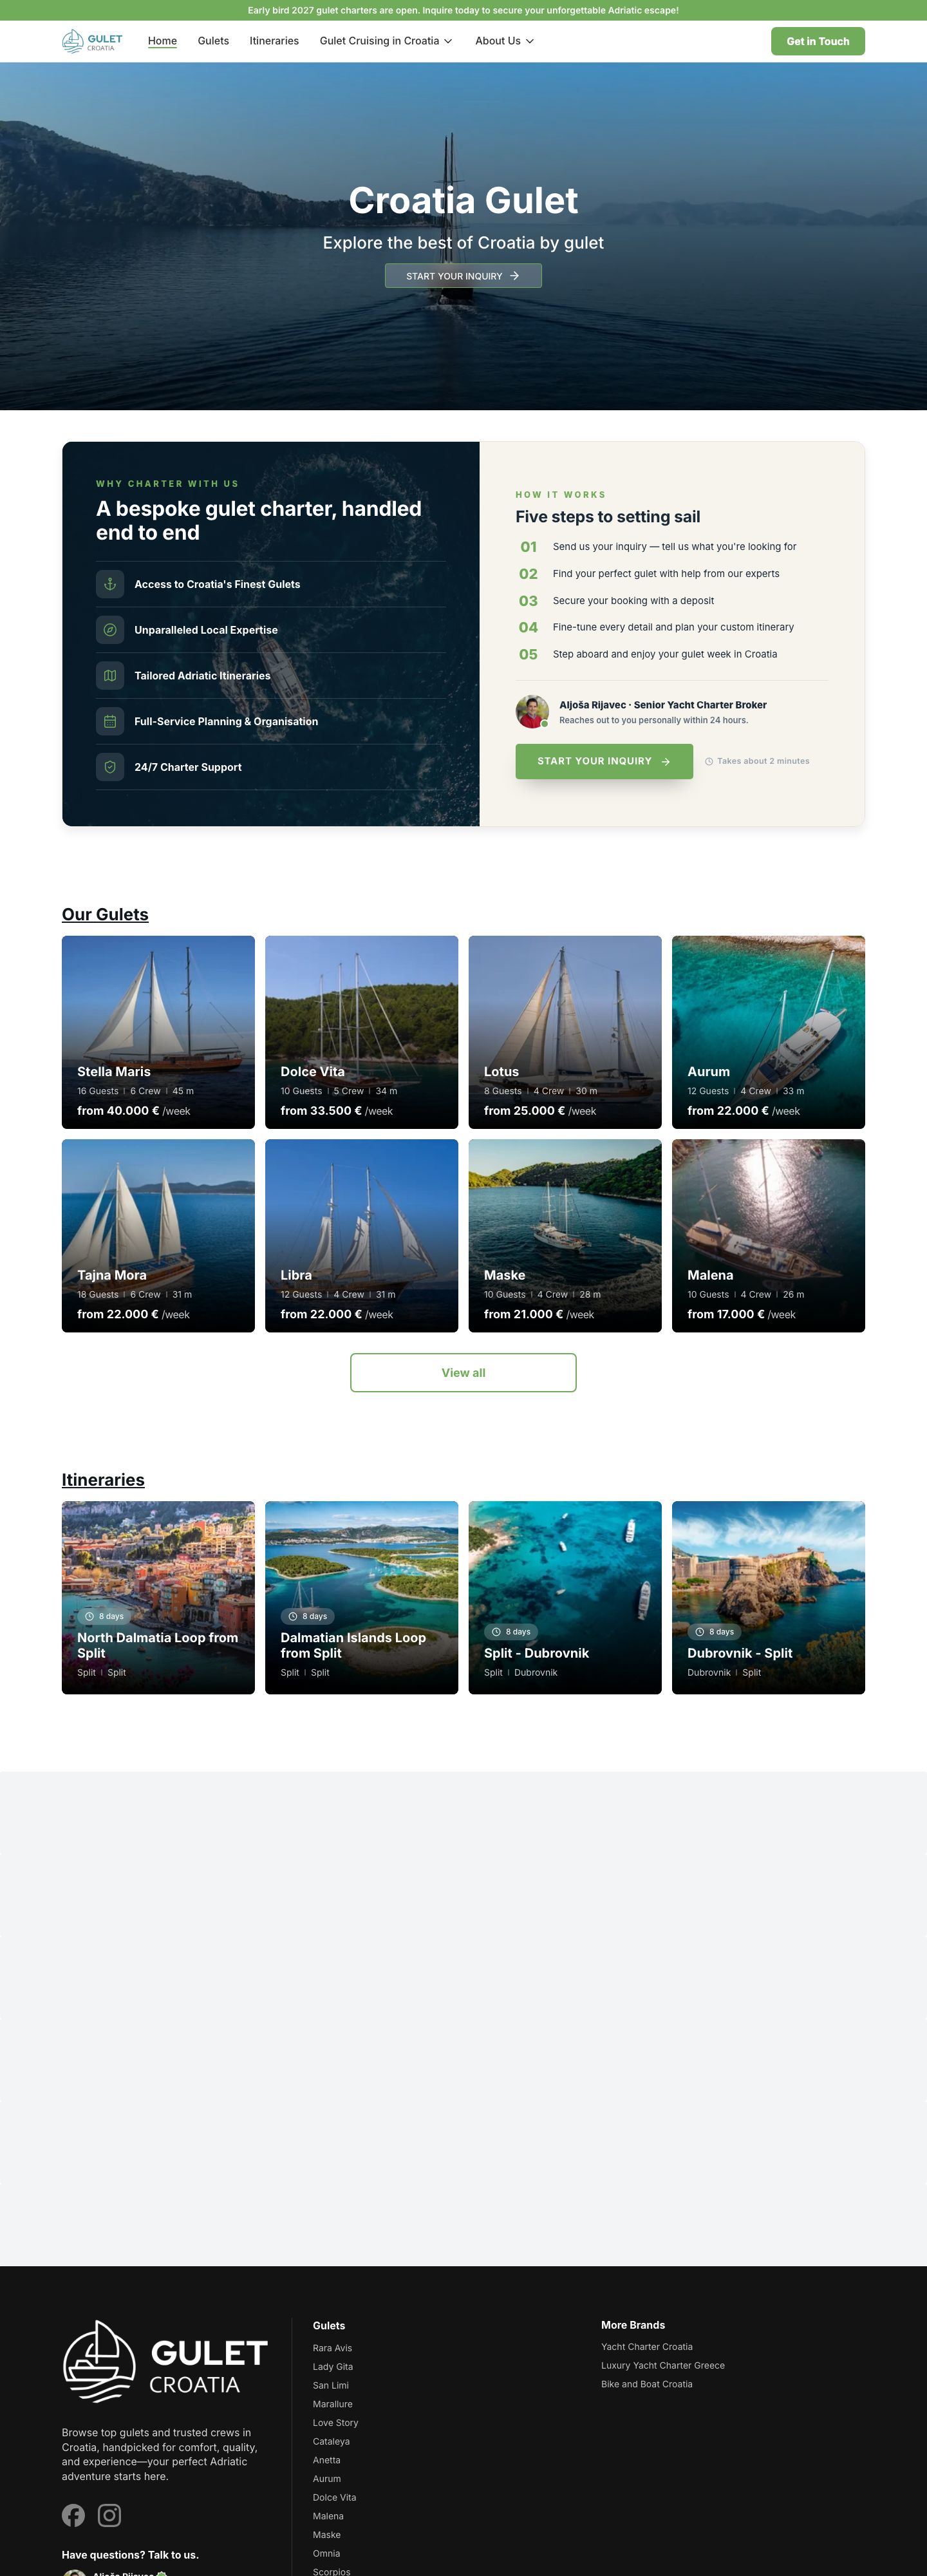 Early bird 2027 gulet charters are open. Inquire today to secure your unforgettable Adriatic escape!
GULET
CROATIA
Home
Gulets
Itineraries
Gulet Cruising in Croatia
About Us
Get in Touch
Croatia Gulet
Explore the best of Croatia by gulet
START YOUR INQUIRY
WHY CHARTER WITH US
A bespoke gulet charter, handled
end to end
Access to Croatia's Finest Gulets
Unparalleled Local Expertise
Tailored Adriatic Itineraries
Full-Service Planning & Organisation
24/7 Charter Support
HOW IT WORKS
Five steps to setting sail
01 Send us your inquiry — tell us what you're looking for
02 Find your perfect gulet with help from our experts
03 Secure your booking with a deposit
04 Fine-tune every detail and plan your custom itinerary
05 Step aboard and enjoy your gulet week in Croatia
Aljoša Rijavec · Senior Yacht Charter Broker
Reaches out to you personally within 24 hours.
START YOUR INQUIRY
Takes about 2 minutes
Our Gulets
Stella Maris
16 Guests | 6 Crew | 45 m
from 40.000 € /week
Dolce Vita
10 Guests | 5 Crew | 34 m
from 33.500 € /week
Lotus
8 Guests | 4 Crew | 30 m
from 25.000 € /week
Aurum
12 Guests | 4 Crew | 33 m
from 22.000 € /week
Tajna Mora
18 Guests | 6 Crew | 31 m
from 22.000 € /week
Libra
12 Guests | 4 Crew | 31 m
from 22.000 € /week
Maske
10 Guests | 4 Crew | 28 m
from 21.000 € /week
Malena
10 Guests | 4 Crew | 26 m
from 17.000 € /week
View all
Itineraries
8 days
North Dalmatia Loop from
Split
Split | Split
8 days
Dalmatian Islands Loop
from Split
Split | Split
8 days
Split - Dubrovnik
Split | Dubrovnik
8 days
Dubrovnik - Split
Dubrovnik | Split
GULET
CROATIA
Browse top gulets and trusted crews in
Croatia, handpicked for comfort, quality,
and experience—your perfect Adriatic
adventure starts here.
Have questions? Talk to us.
Aljoša Rijavec
Gulets
Rara Avis
Lady Gita
San Limi
Marallure
Love Story
Cataleya
Anetta
Aurum
Dolce Vita
Malena
Maske
Omnia
Scorpios
More Brands
Yacht Charter Croatia
Luxury Yacht Charter Greece
Bike and Boat Croatia